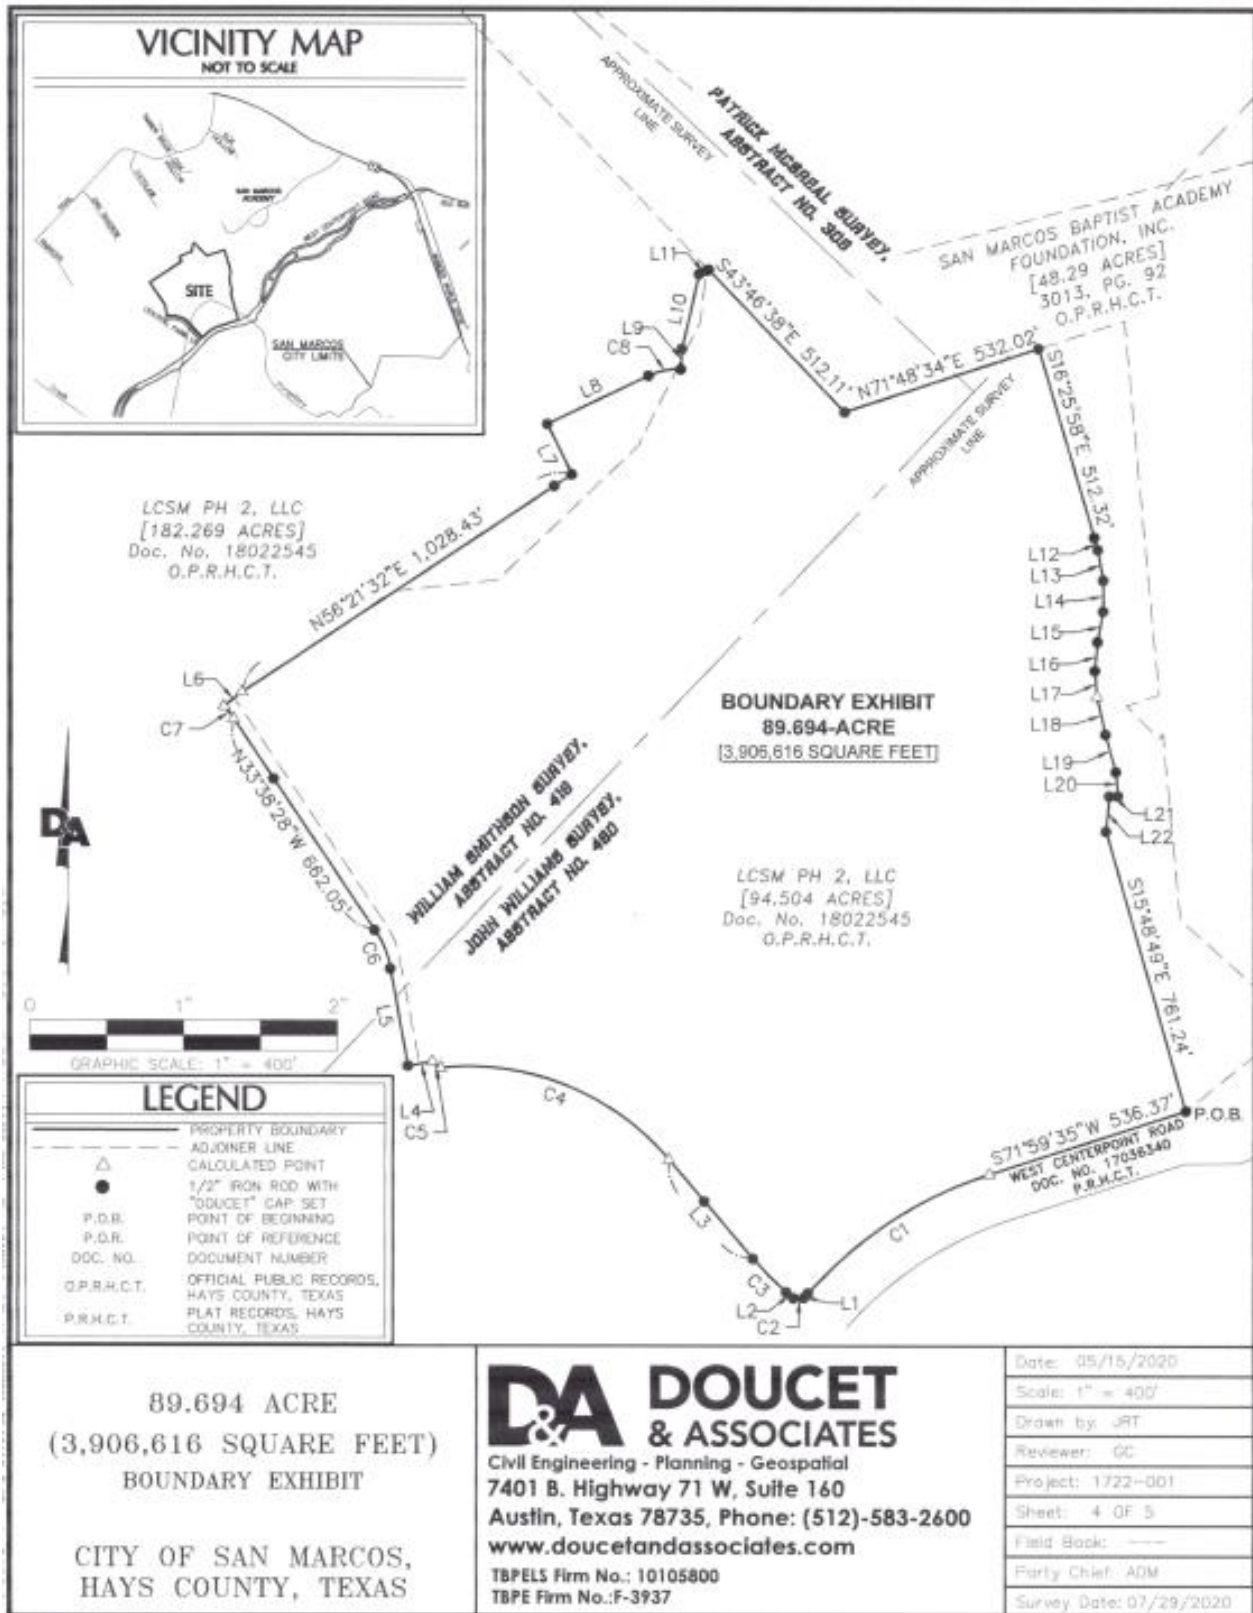 VICINITY MAP
NOT TO SCALE
SAN MARCOS
ACADEMY
SITE
SAN MARCOS
CITY LIMITS
APPROXIMATE SURVEY
LINE
PATRICK MCGREAL SURVEY,
ABSTRACT NO. 308
SAN MARCOS BAPTIST ACADEMY
FOUNDATION, INC.
[48.29 ACRES]
3013, PG. 92
O.P.R.H.C.T.
L11
S43°46'38"E 512.11'
N71°48'34"E 532.02'
L10
L9
C8
L8
L7
APPROXIMATE SURVEY
LINE
S16°25'58"E 512.32'
LCSM PH 2, LLC
[182.269 ACRES]
Doc. No. 18022545
O.P.R.H.C.T.
N56°21'32"E 1,028.43'
L12
L13
L14
L15
L16
L17
L18
L19
L20
L21
L22
L6
C7
BOUNDARY EXHIBIT
89.694-ACRE
[3,906,616 SQUARE FEET]
N33°38'28"W 662.05'
D&A
WILLIAM SMITHSON SURVEY,
ABSTRACT NO. 419
JOHN WILLIAMS SURVEY,
ABSTRACT NO. 490
LCSM PH 2, LLC
[94.504 ACRES]
Doc. No. 18022545
O.P.R.H.C.T.
S15°48'49"E 761.24'
C6
L5
0 1" 2"
GRAPHIC SCALE: 1" = 400'
L4
C5
C4
S71°59'35"W 536.37'
P.O.B.
WEST CENTERPOINT ROAD
DOC. NO. 17036340
P.R.H.C.T.
L3
C1
C3
L2
C2
L1
LEGEND
PROPERTY BOUNDARY
ADJOINER LINE
CALCULATED POINT
1/2" IRON ROD WITH
"DOUCET" CAP SET
P.O.B. POINT OF BEGINNING
P.O.R. POINT OF REFERENCE
DOC. NO. DOCUMENT NUMBER
O.P.R.H.C.T. OFFICIAL PUBLIC RECORDS,
HAYS COUNTY, TEXAS
P.R.H.C.T. PLAT RECORDS, HAYS
COUNTY, TEXAS
89.694 ACRE
(3,906,616 SQUARE FEET)
BOUNDARY EXHIBIT
CITY OF SAN MARCOS,
HAYS COUNTY, TEXAS
D&A DOUCET
& ASSOCIATES
Civil Engineering - Planning - Geospatial
7401 B. Highway 71 W, Suite 160
Austin, Texas 78735, Phone: (512)-583-2600
www.doucetandassociates.com
TBPELS Firm No.: 10105800
TBPE Firm No.:F-3937
Date: 05/15/2020
Scale: 1" = 400'
Drawn by: JRT
Reviewer: GC
Project: 1722-001
Sheet: 4 OF 5
Field Book: ---
Party Chief: ADM
Survey Date: 07/29/2020